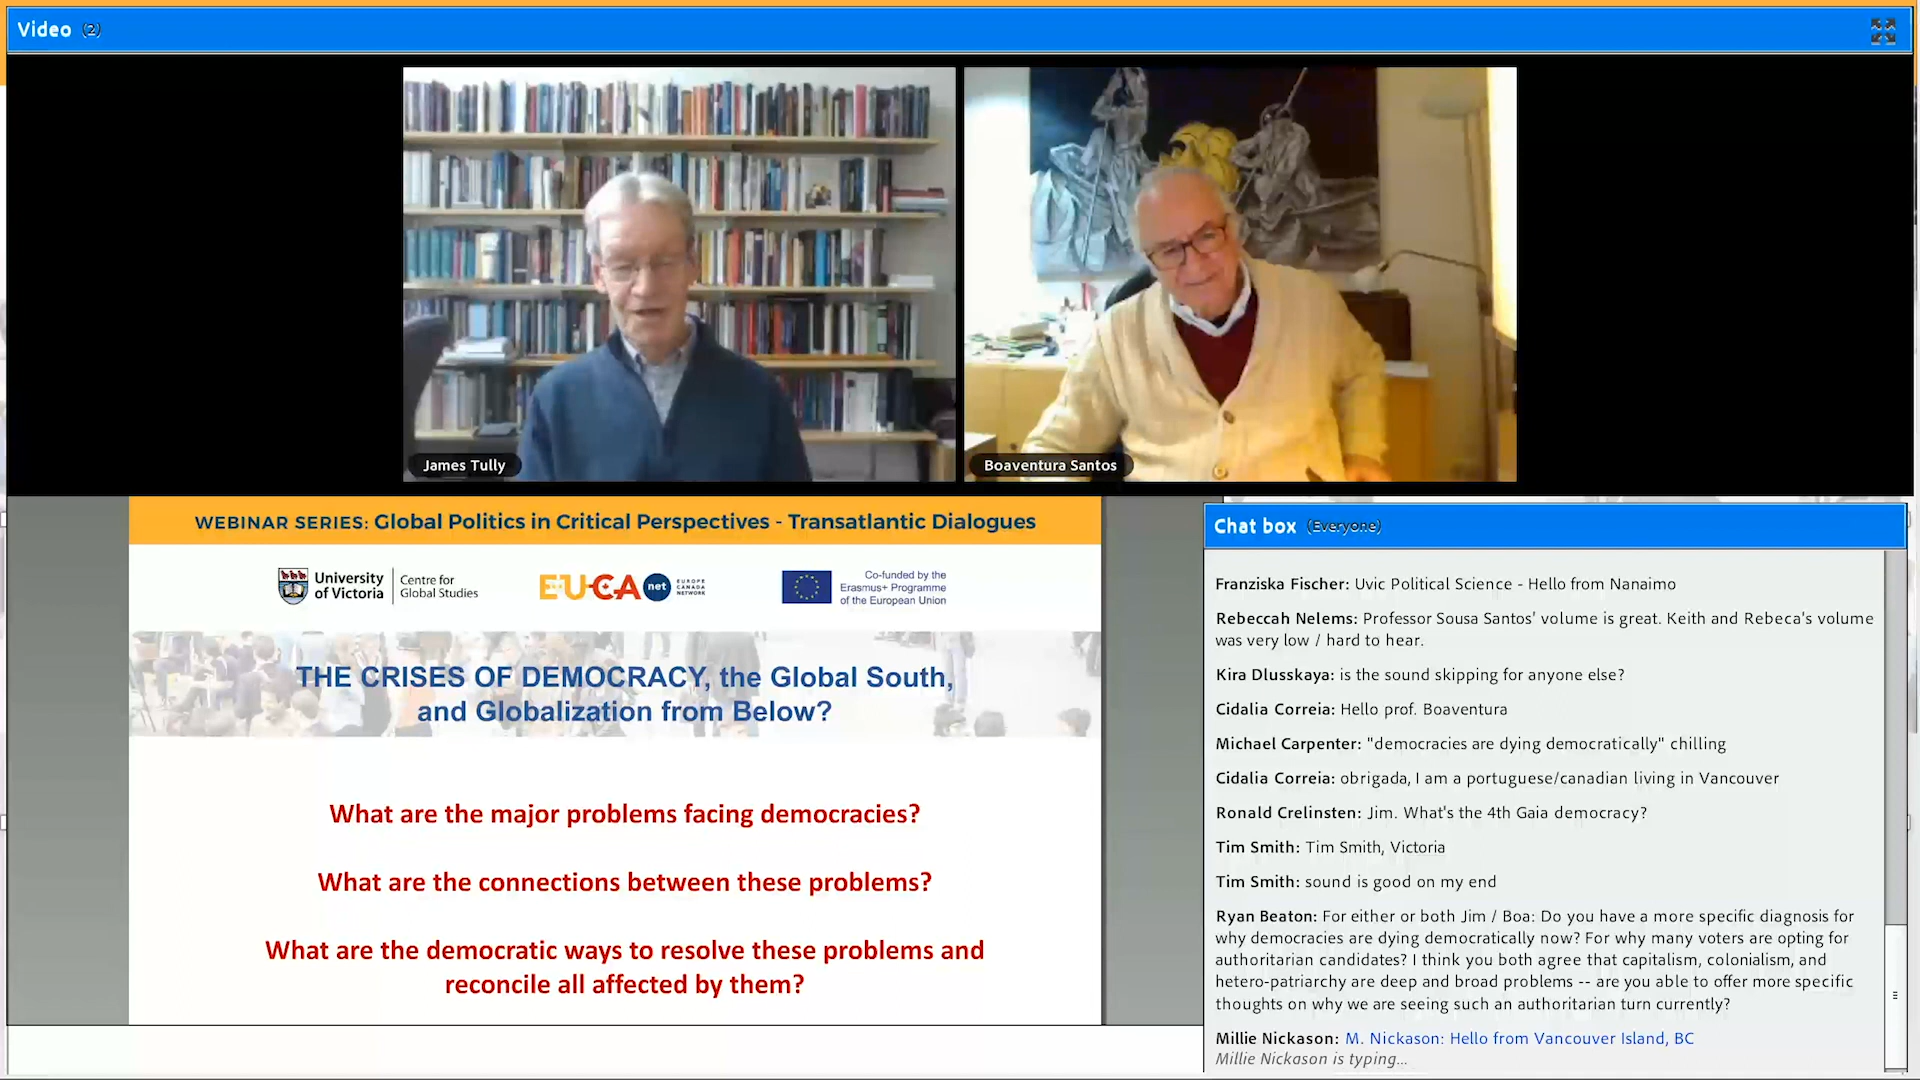 Video (2)
James Tully
Boaventura Santos
WEBINAR SERIES: Global Politics in Critical Perspectives - Transatlantic Dialogues
University
of Victoria
Centre for
Global Studies
EUCA net
EUROPE
CANADA
NETWORK
Co-funded by the
Erasmus+ Programme
of the European Union
THE CRISES OF DEMOCRACY, the Global South,
and Globalization from Below?
What are the major problems facing democracies?
What are the connections between these problems?
What are the democratic ways to resolve these problems and
reconcile all affected by them?
Chat box (Everyone)
Franziska Fischer: Uvic Political Science - Hello from Nanaimo
Rebeccah Nelems: Professor Sousa Santos' volume is great. Keith and Rebeca's volume
was very low / hard to hear.
Kira Dlusskaya: is the sound skipping for anyone else?
Cidalia Correia: Hello prof. Boaventura
Michael Carpenter: "democracies are dying democratically" chilling
Cidalia Correia: obrigada, I am a portuguese/canadian living in Vancouver
Ronald Crelinsten: Jim. What's the 4th Gaia democracy?
Tim Smith: Tim Smith, Victoria
Tim Smith: sound is good on my end
Ryan Beaton: For either or both Jim / Boa: Do you have a more specific diagnosis for
why democracies are dying democratically now? For why many voters are opting for
authoritarian candidates? I think you both agree that capitalism, colonialism, and
hetero-patriarchy are deep and broad problems -- are you able to offer more specific
thoughts on why we are seeing such an authoritarian turn currently?
Millie Nickason: M. Nickason: Hello from Vancouver Island, BC
Millie Nickason is typing...